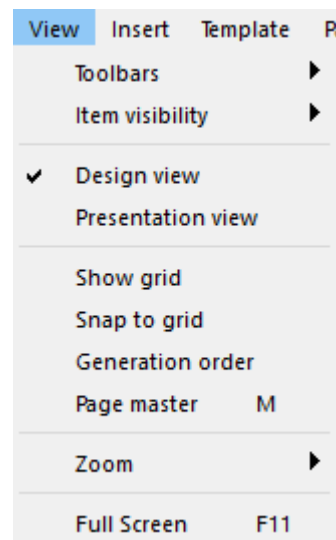 View Insert Template P
Toolbars
Item visibility
Design view
Presentation view
Show grid
Snap to grid
Generation order
Page master M
Zoom
Full Screen F11